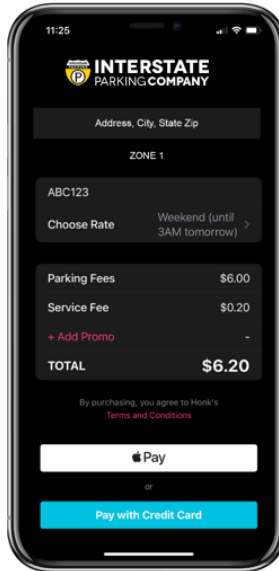 11:25
PARKING
P
INTERSTATE
PARKING COMPANY
Address, City, State Zip
ZONE 1
ABC123
Choose Rate
Weekend (until
3AM tomorrow) >
Parking Fees $6.00
Service Fee $0.20
+ Add Promo -
TOTAL $6.20
By purchasing, you agree to Honk's
Terms and Conditions
Pay
or
Pay with Credit Card